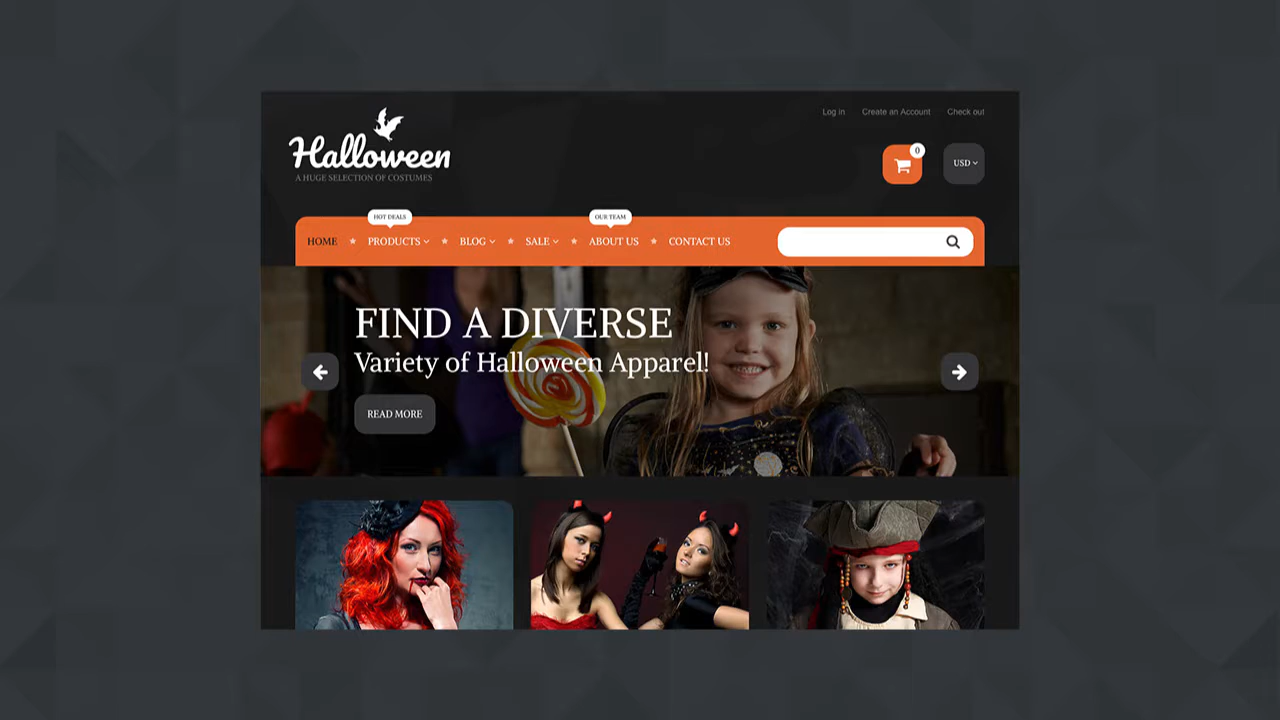 Log in Create an Account Check out
Halloween
A HUGE SELECTION OF COSTUMES
0
USD
HOT DEALS
OUR TEAM
HOME PRODUCTS BLOG SALE ABOUT US CONTACT US
FIND A DIVERSE
Variety of Halloween Apparel!
READ MORE